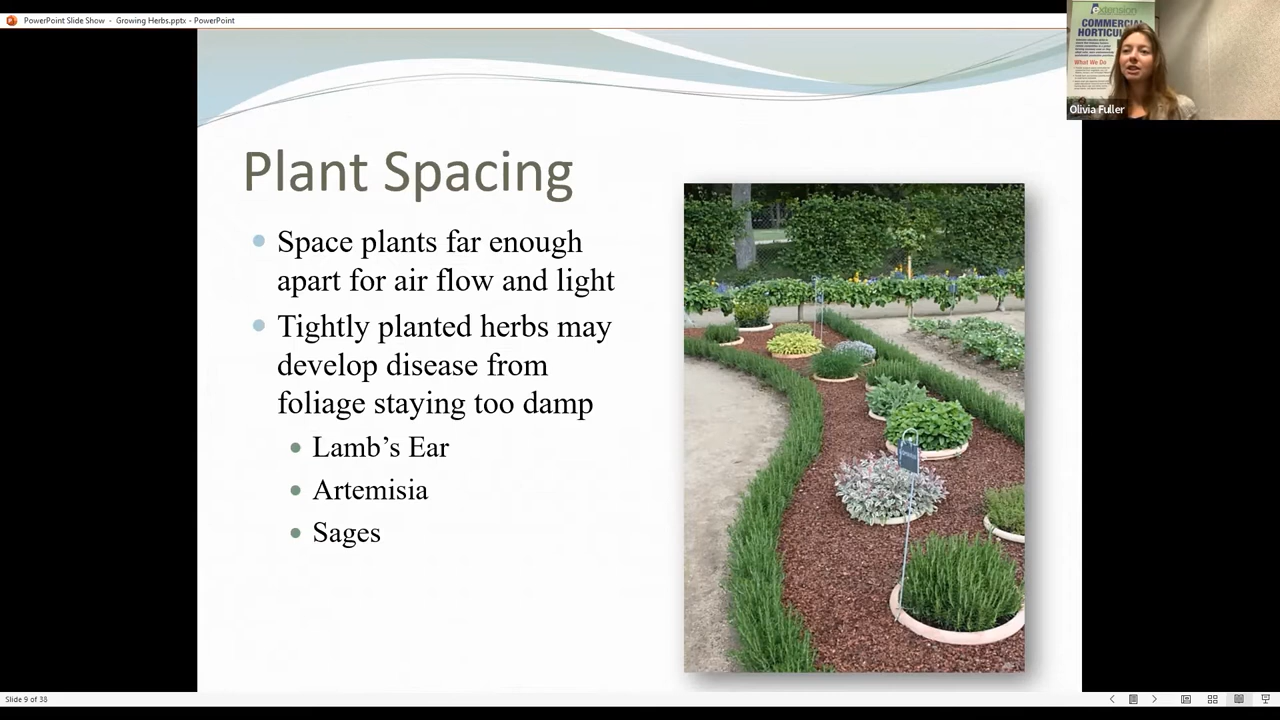 PowerPoint Slide Show - Growing Herbs.pptx - PowerPoint
extension
COMMERCIAL
HORTICUL
What We Do
Olivia Fuller
Plant Spacing
Space plants far enough
apart for air flow and light
Tightly planted herbs may
develop disease from
foliage staying too damp
Lamb’s Ear
Artemisia
Sages
Slide 9 of 38